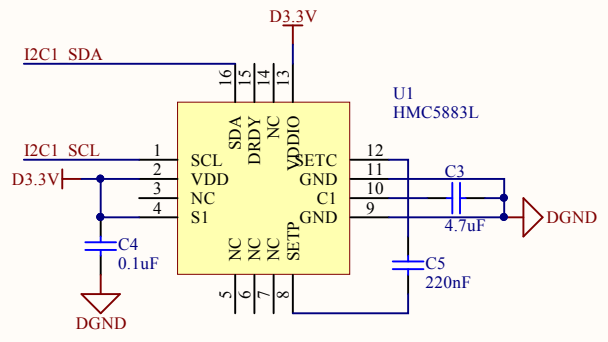 D3.3V
I2C1_SDA
16 15 14 13
U1
HMC5883L
SDA DRDY NC VDDIO
I2C1_SCL 1 SCL SETC 12
D3.3V 2 VDD GND 11 C3
3 NC C1 10
4 S1 GND 9 4.7uF DGND
C4
0.1uF
NC NC NC SETP
C5
220nF
5 6 7 8
DGND